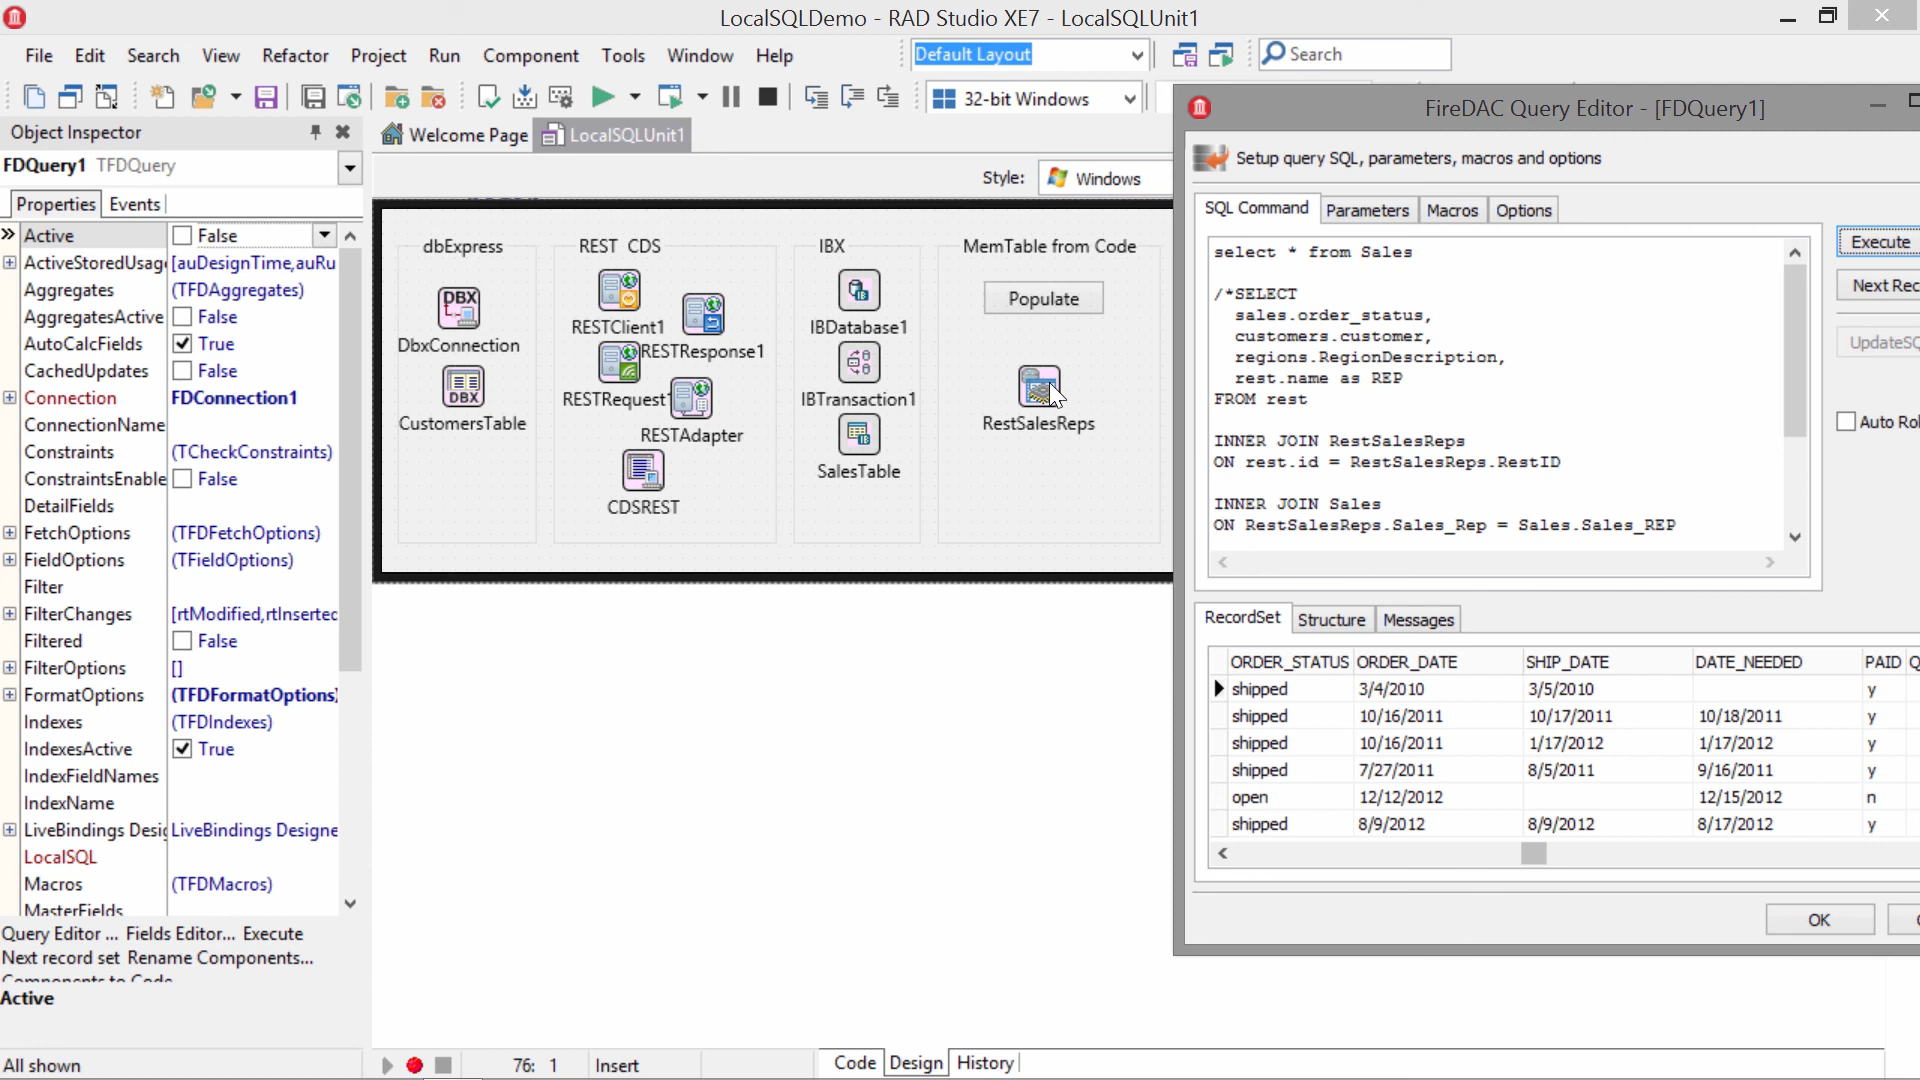 LocalSQLDemo - RAD Studio XE7 - LocalSQLUnit1
File Edit Search View Refactor Project Run Component Tools Window Help
Default Layout
Search
32-bit Windows
Object Inspector
FDQuery1 TFDQuery
Properties Events
Active False
ActiveStoredUsag [auDesignTime,auRu
Aggregates (TFDAggregates)
AggregatesActive False
AutoCalcFields True
CachedUpdates False
Connection FDConnection1
ConnectionName
Constraints (TCheckConstraints)
ConstraintsEnable False
DetailFields
FetchOptions (TFDFetchOptions)
FieldOptions (TFieldOptions)
Filter
FilterChanges [rtModified,rtInserted
Filtered False
FilterOptions []
FormatOptions (TFDFormatOptions)
Indexes (TFDIndexes)
IndexesActive True
IndexFieldNames
IndexName
LiveBindings Desig LiveBindings Designe
LocalSQL
Macros (TFDMacros)
MasterFields
Query Editor ... Fields Editor... Execute
Next record set Rename Components...
Components to Code
Active
All shown
Welcome Page LocalSQLUnit1
Style: Windows
dbExpress
DBX
DbxConnection
DBX
CustomersTable
REST CDS
RESTClient1
RESTResponse1
RESTRequest1
RESTAdapter
CDSREST
IBX
IBDatabase1
IBTransaction1
SalesTable
MemTable from Code
Populate
RestSalesReps
76: 1 Insert
Code Design History
FireDAC Query Editor - [FDQuery1]
Setup query SQL, parameters, macros and options
SQL Command Parameters Macros Options
select * from Sales
/*SELECT
sales.order_status,
customers.customer,
regions.RegionDescription,
rest.name as REP
FROM rest
INNER JOIN RestSalesReps
ON rest.id = RestSalesReps.RestID
INNER JOIN Sales
ON RestSalesReps.Sales_Rep = Sales.Sales_REP
Execute
Next Rec
UpdateSQ
Auto Rol
RecordSet Structure Messages
ORDER_STATUS ORDER_DATE SHIP_DATE DATE_NEEDED PAID Q
shipped 3/4/2010 3/5/2010 y
shipped 10/16/2011 10/17/2011 10/18/2011 y
shipped 10/16/2011 1/17/2012 1/17/2012 y
shipped 7/27/2011 8/5/2011 9/16/2011 y
open 12/12/2012 12/15/2012 n
shipped 8/9/2012 8/9/2012 8/17/2012 y
OK